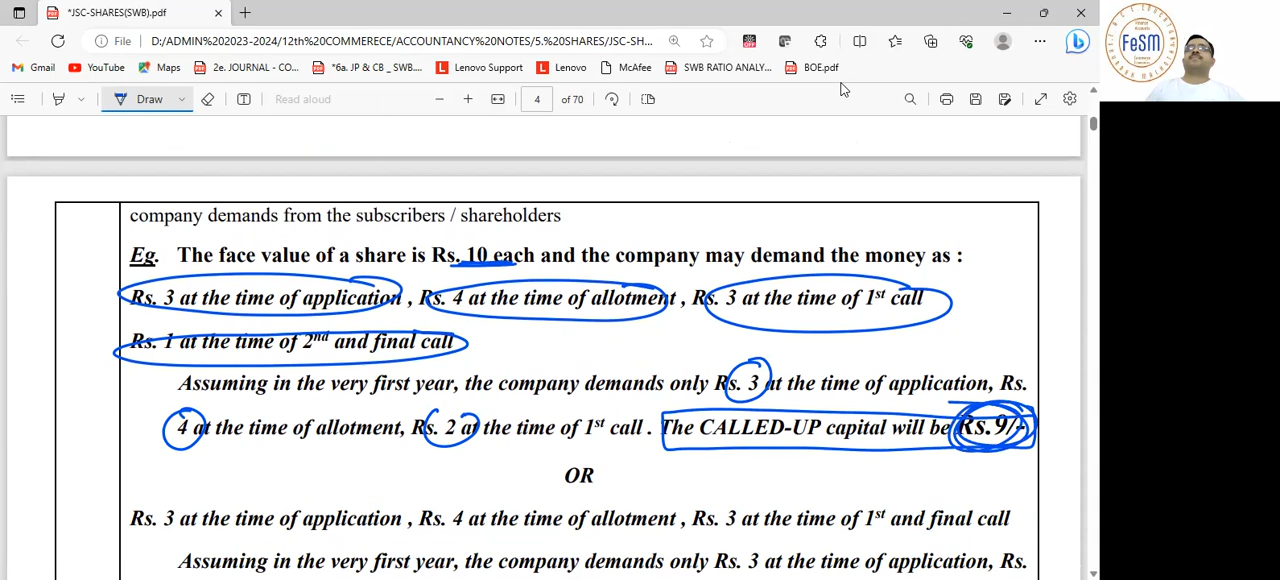 *JSC-SHARES(SWB).pdf
File
D:/ADMIN%202023-2024/12th%20COMMERECE/ACCOUNTANCE%20NOTES/5.%20SHARES/JSC-SH...
OFF
Gmail
YouTube
Maps
2e. JOURNAL - CO...
*6a. JP & CB _ SWB....
Lenovo Support
Lenovo
McAfee
SWB RATIO ANALY...
BOE.pdf
Draw
Read aloud
4
of 70
FeSM
company demands from the subscribers / shareholders
Eg. The face value of a share is Rs. 10 each and the company may demand the money as :
Rs. 3 at the time of application , Rs. 4 at the time of allotment , Rs. 3 at the time of 1st call
Rs. 1 at the time of 2nd and final call
Assuming in the very first year, the company demands only Rs. 3 at the time of application, Rs.
4 at the time of allotment, Rs. 2 at the time of 1st call . The CALLED-UP capital will be Rs.9/-
OR
Rs. 3 at the time of application , Rs. 4 at the time of allotment , Rs. 3 at the time of 1st and final call
Assuming in the very first year, the company demands only Rs. 3 at the time of application, Rs.